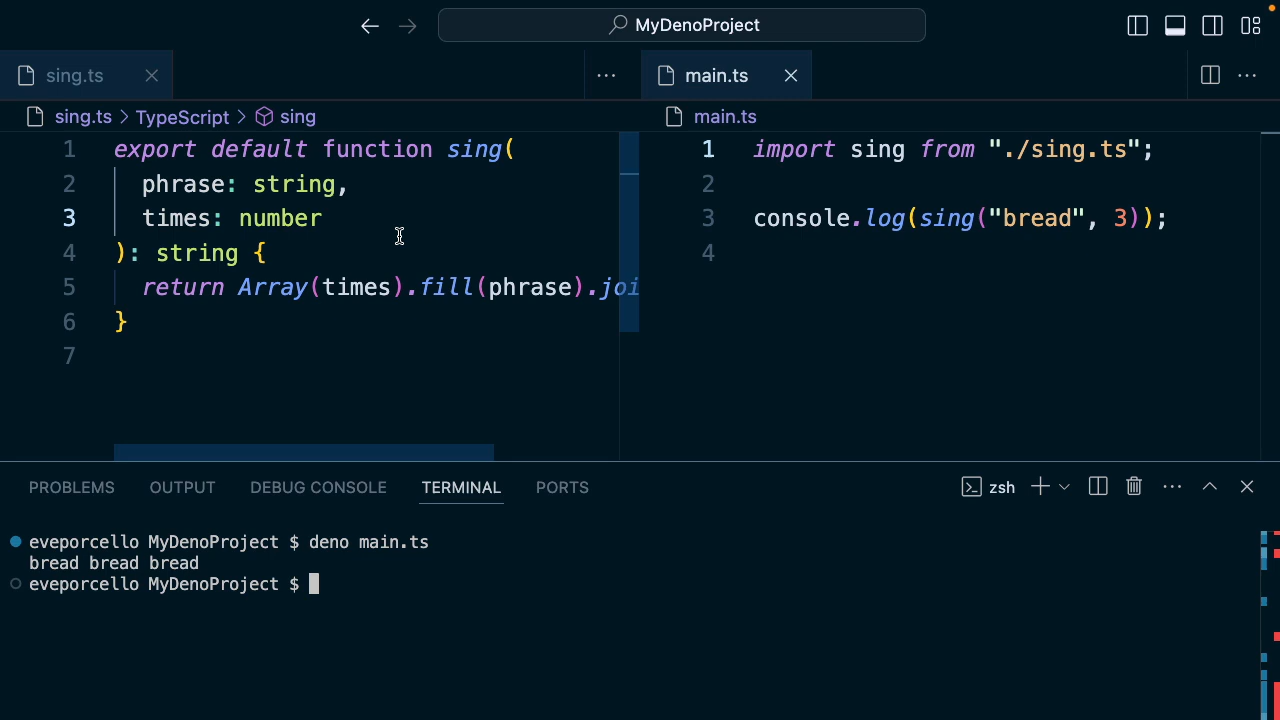 MyDenoProject
sing.ts
main.ts
sing.ts > TypeScript > sing
main.ts
1 export default function sing(
2 phrase: string,
3 times: number
4 ): string {
5 return Array(times).fill(phrase).joi
6 }
7
1 import sing from "./sing.ts";
2
3 console.log(sing("bread", 3));
4
PROBLEMS OUTPUT DEBUG CONSOLE TERMINAL PORTS
zsh
eveporcello MyDenoProject $ deno main.ts
bread bread bread
eveporcello MyDenoProject $